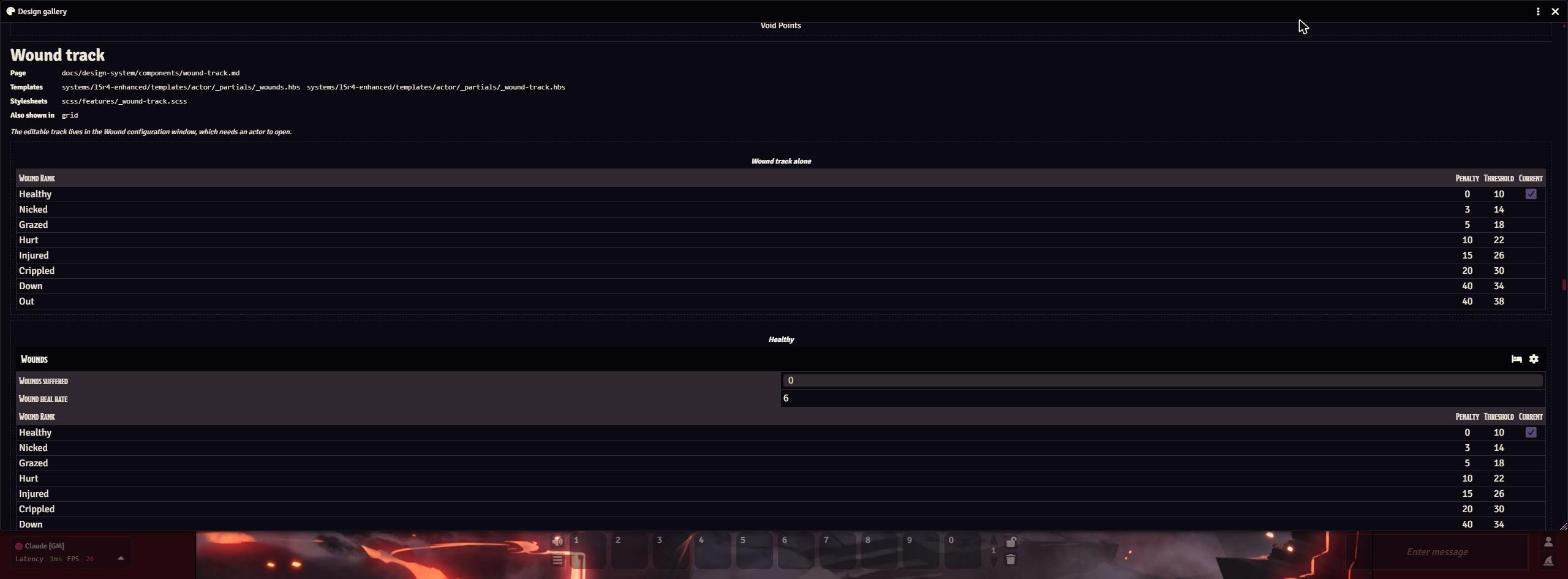 Design gallery
Void Points
Wound track
Page docs/design-system/components/wound-track.md
Templates systems/l5r4-enhanced/templates/actor/_partials/_wounds.hbs systems/l5r4-enhanced/templates/actor/_partials/_wound-track.hbs
Stylesheets scss/features/_wound-track.scss
Also shown in grid
The editable track lives in the Wound configuration window, which needs an actor to open.
Wound track alone
Wound Rank Penalty Threshold Current
Healthy 0 10
Nicked 3 14
Grazed 5 18
Hurt 10 22
Injured 15 26
Crippled 20 30
Down 40 34
Out 40 38
Healthy
Wounds
Wounds suffered 0
Wound heal rate 6
Wound Rank Penalty Threshold Current
Healthy 0 10
Nicked 3 14
Grazed 5 18
Hurt 10 22
Injured 15 26
Crippled 20 30
Down 40 34
Claude [GM]
Latency 3ms FPS 26
1 2 3 4 5 6 7 8 9 0
1
Enter message